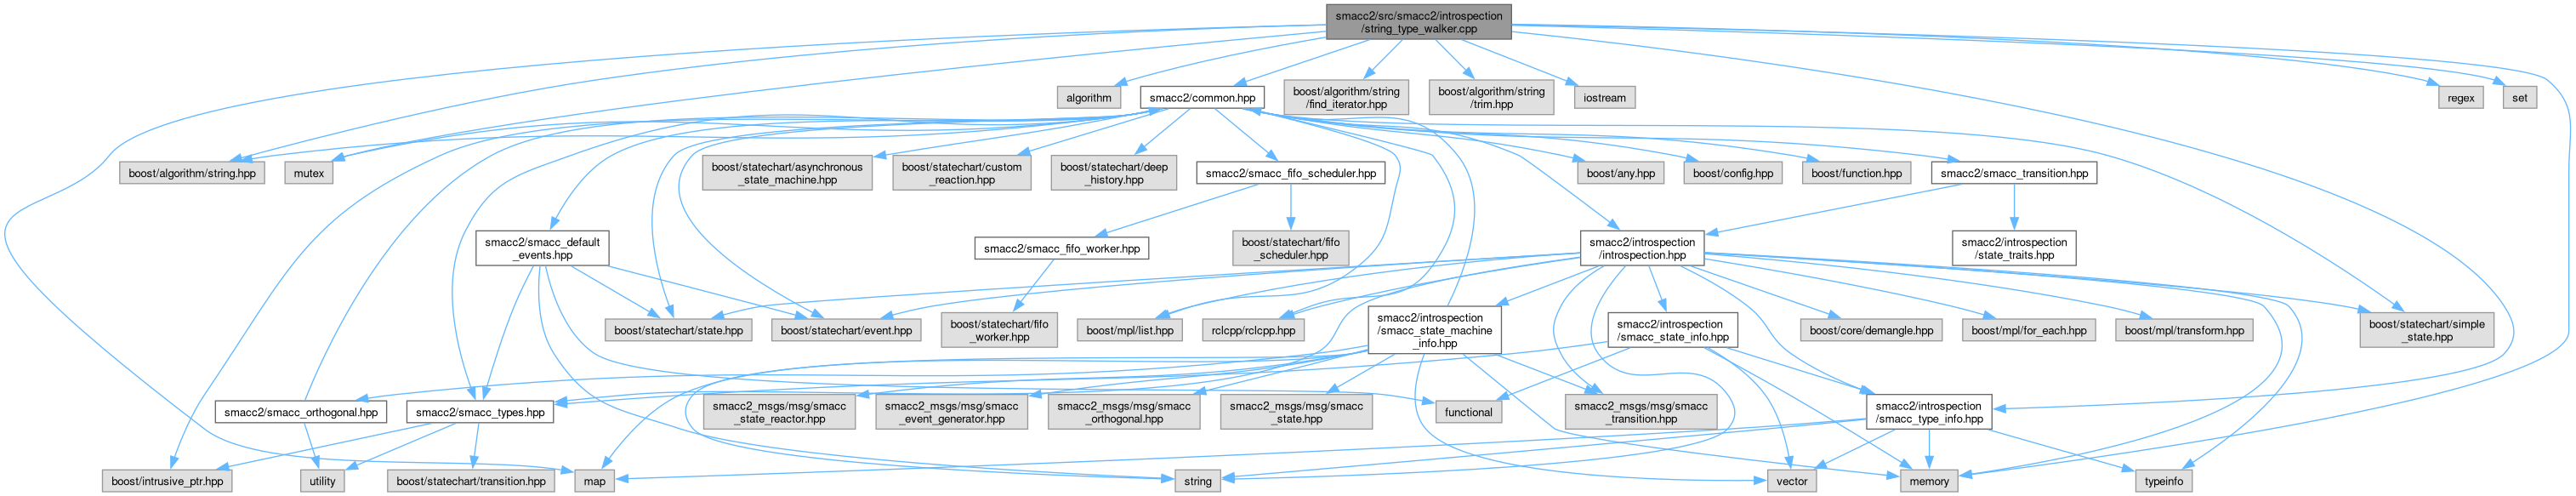 smacc2/src/smacc2/introspection
/string_type_walker.cpp
algorithm
smacc2/common.hpp
boost/algorithm/string
/find_iterator.hpp
boost/algorithm/string
/trim.hpp
iostream
regex
set
boost/algorithm/string.hpp
mutex
boost/statechart/asynchronous
_state_machine.hpp
boost/statechart/custom
_reaction.hpp
boost/statechart/deep
_history.hpp
smacc2/smacc_fifo_scheduler.hpp
boost/any.hpp
boost/config.hpp
boost/function.hpp
smacc2/smacc_transition.hpp
smacc2/smacc_default
_events.hpp
smacc2/smacc_fifo_worker.hpp
boost/statechart/fifo
_scheduler.hpp
smacc2/introspection
/introspection.hpp
smacc2/introspection
/state_traits.hpp
boost/statechart/state.hpp
boost/statechart/event.hpp
boost/statechart/fifo
_worker.hpp
boost/mpl/list.hpp
rclcpp/rclcpp.hpp
smacc2/introspection
/smacc_state_machine
_info.hpp
smacc2/introspection
/smacc_state_info.hpp
boost/core/demangle.hpp
boost/mpl/for_each.hpp
boost/mpl/transform.hpp
boost/statechart/simple
_state.hpp
smacc2/smacc_orthogonal.hpp
smacc2/smacc_types.hpp
smacc2_msgs/msg/smacc
_state_reactor.hpp
smacc2_msgs/msg/smacc
_event_generator.hpp
smacc2_msgs/msg/smacc
_orthogonal.hpp
smacc2_msgs/msg/smacc
_state.hpp
functional
smacc2_msgs/msg/smacc
_transition.hpp
smacc2/introspection
/smacc_type_info.hpp
boost/intrusive_ptr.hpp
utility
boost/statechart/transition.hpp
map
string
vector
memory
typeinfo